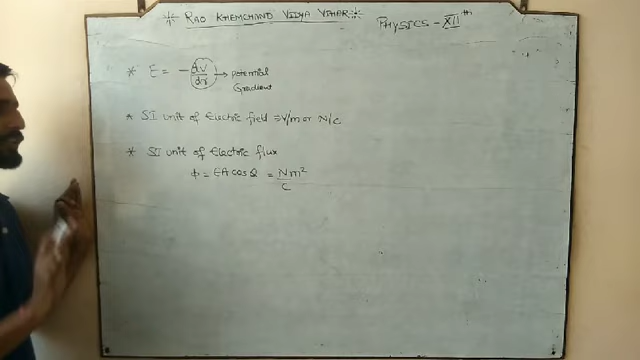 * RAO KHEMCHAND VIDYA VIHAR *
PHYSICS - XII th
* E = - dV/dr → potential Gradient
* SI unit of Electric field ⇒ V/m or N/C
* SI unit of Electric flux
ϕ = EA cos θ = Nm²/C